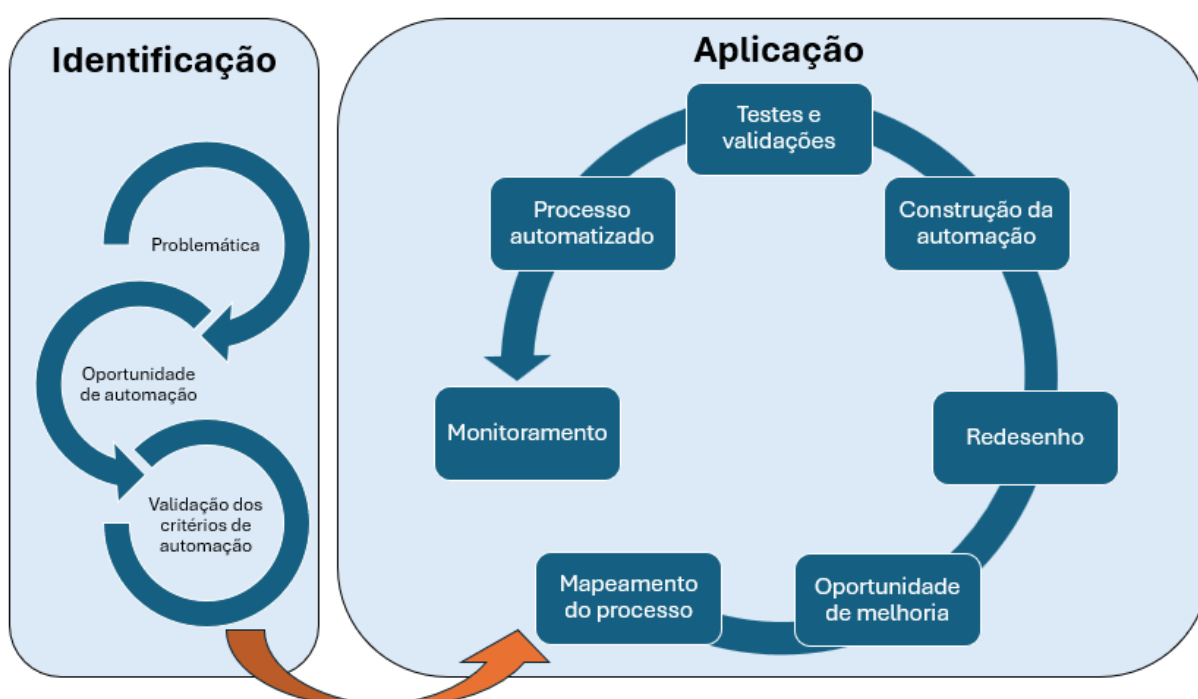 Identificação
Problemática
Oportunidade
de automação
Validação dos
critérios de
automação
Aplicação
Mapeamento
do processo
Oportunidade
de melhoria
Redesenho
Construção da
automação
Testes e
validações
Processo
automatizado
Monitoramento